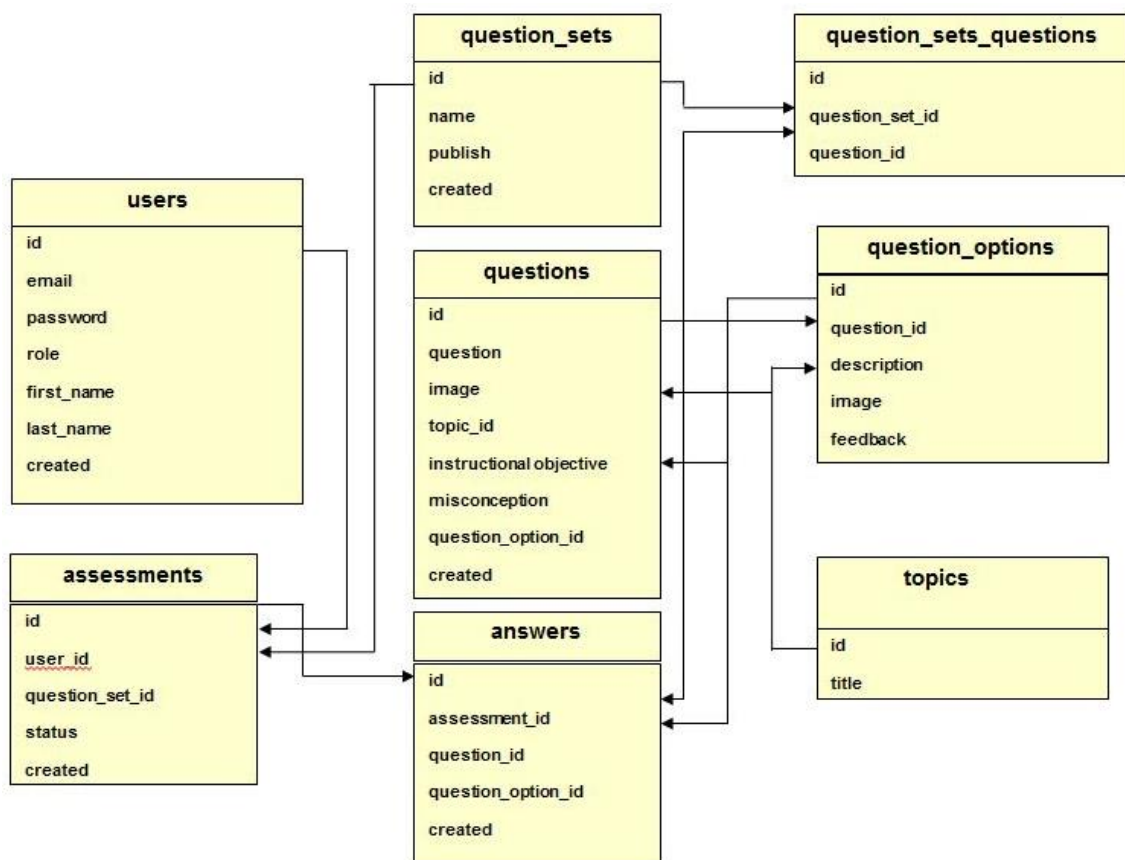 question_sets
id
name
publish
created
question_sets_questions
id
question_set_id
question_id
users
id
email
password
role
first_name
last_name
created
questions
id
question
image
topic_id
instructional objective
misconception
question_option_id
created
question_options
id
question_id
description
image
feedback
assessments
id
user_id
question_set_id
status
created
answers
id
assessment_id
question_id
question_option_id
created
topics
id
title